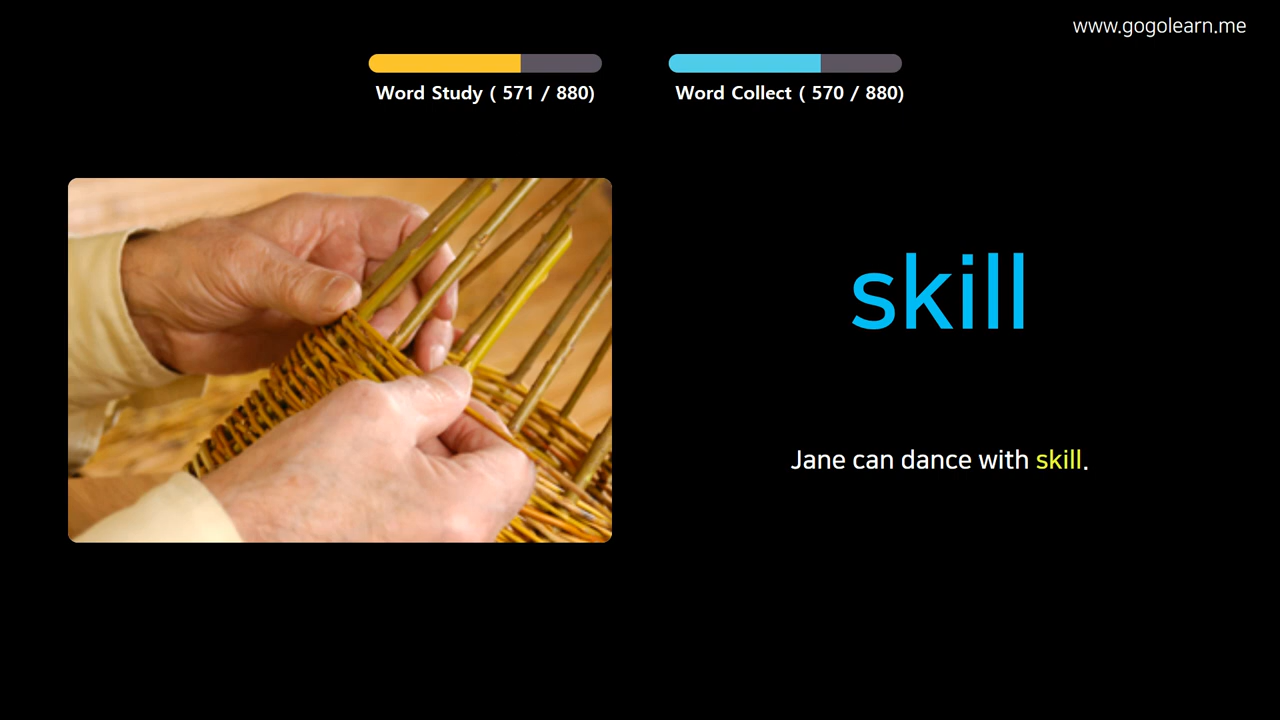 www.gogolearn.me
Word Study ( 571 / 880)
Word Collect ( 570 / 880)
skill
Jane can dance with skill.